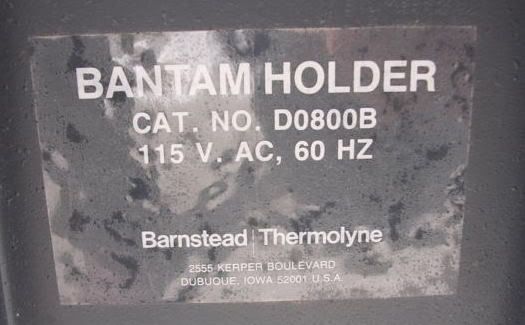 BANTAM HOLDER
CAT. NO. D0800B
115 V. AC, 60 HZ
Barnstead | Thermolyne
2555 KERPER BOULEVARD
DUBUQUE, IOWA 52001 U.S.A.